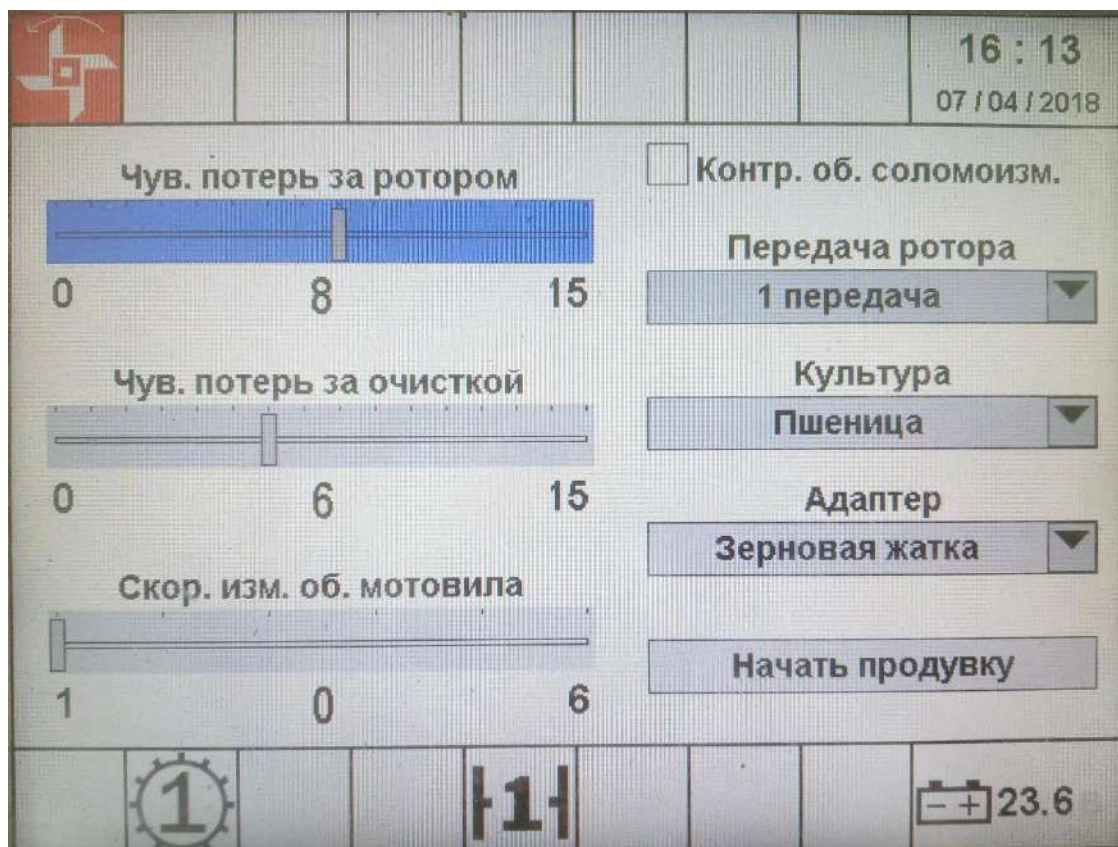 16 : 13
07 / 04 / 2018
Чув. потерь за ротором
0 8 15
Чув. потерь за очисткой
0 6 15
Скор. изм. об. мотовила
1 0 6
Контр. об. соломоизм.
Передача ротора
1 передача
Культура
Пшеница
Адаптер
Зерновая жатка
Начать продувку
1
1
- + 23.6